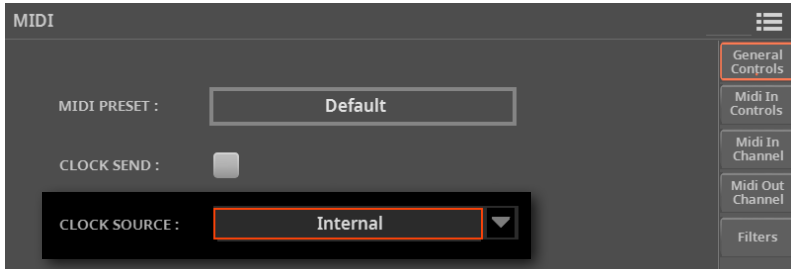 MIDI
General
Controls
MIDI PRESET : Default
Midi In
Controls
CLOCK SEND :
Midi In
Channel
Midi Out
Channel
CLOCK SOURCE : Internal
Filters